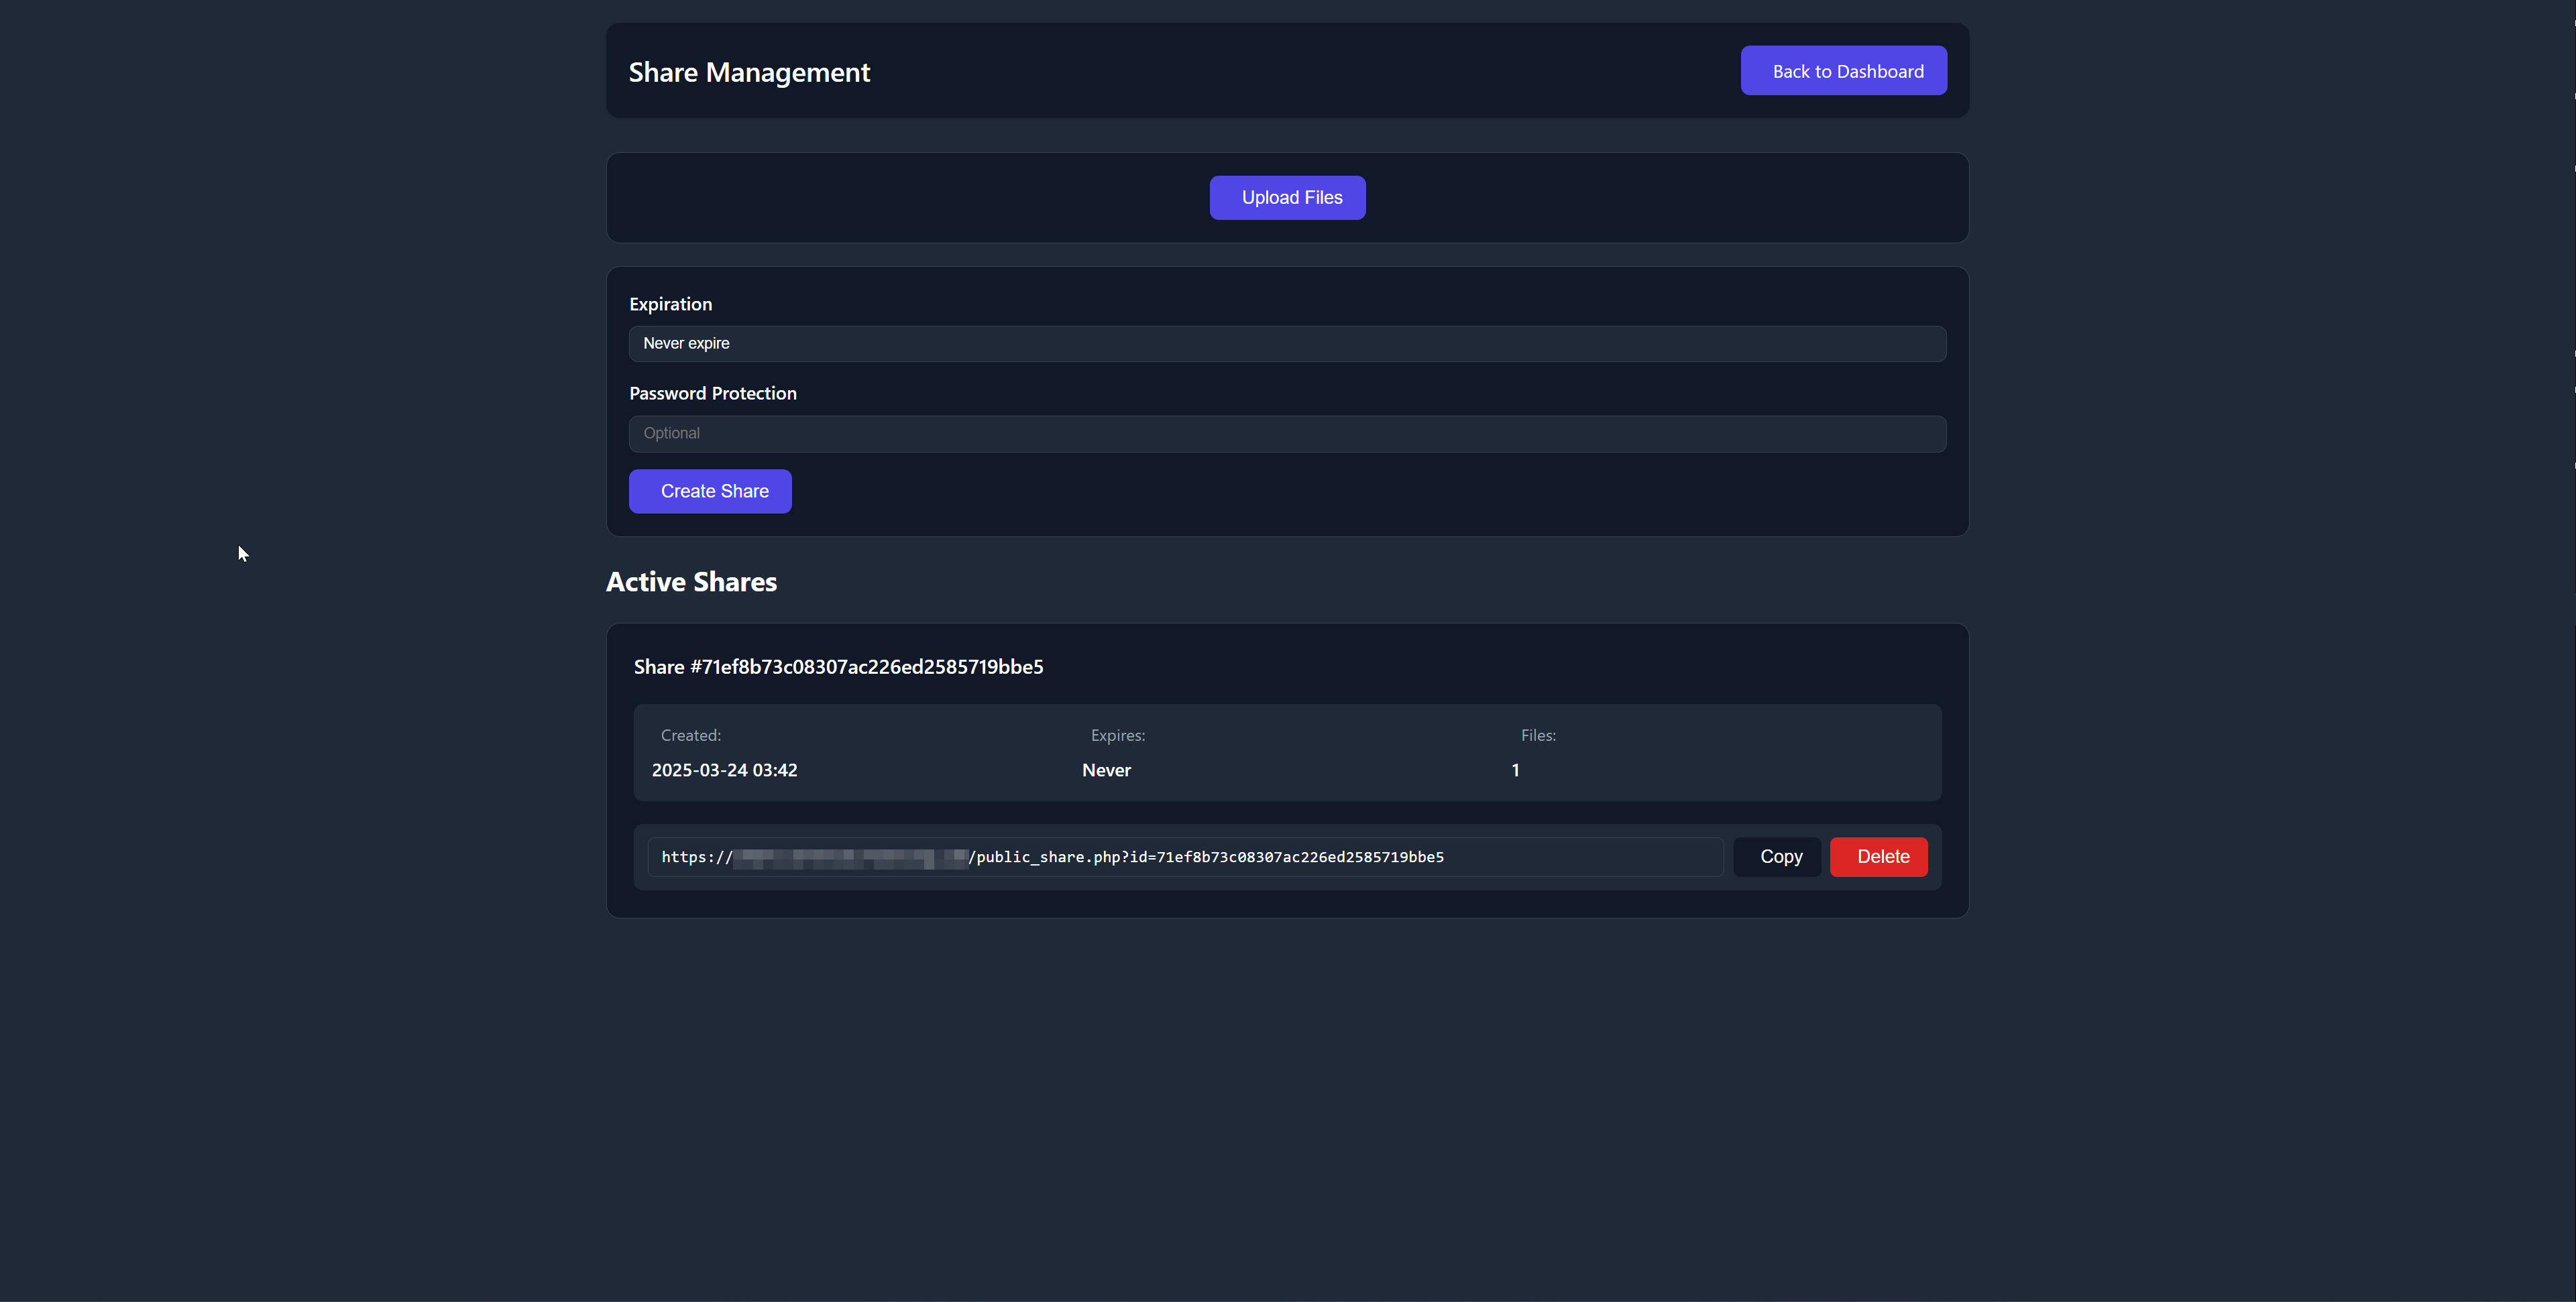 Share Management
Back to Dashboard
Upload Files
Expiration
Never expire
Password Protection
Optional
Create Share
Active Shares
Share #71ef8b73c08307ac226ed2585719bbe5
Created: Expires: Files:
2025-03-24 03:42 Never 1
https:// /public_share.php?id=71ef8b73c08307ac226ed2585719bbe5 Copy Delete